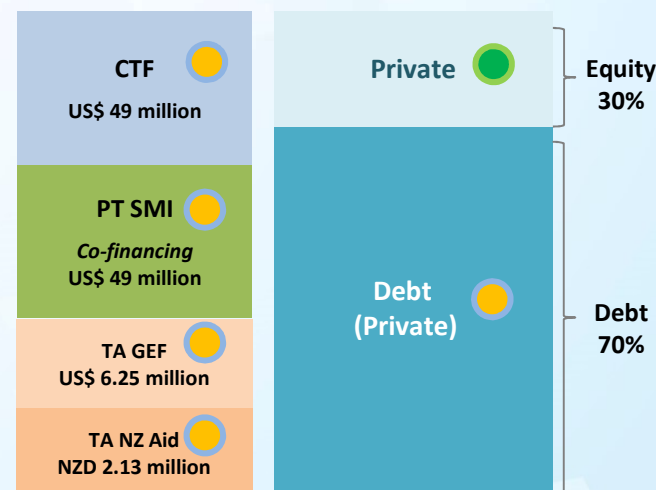 CTF
US$ 49 million
PT SMI
Co-financing
US$ 49 million
TA GEF
US$ 6.25 million
TA NZ Aid
NZD 2.13 million
Private
Debt
(Private)
Equity
30%
Debt
70%